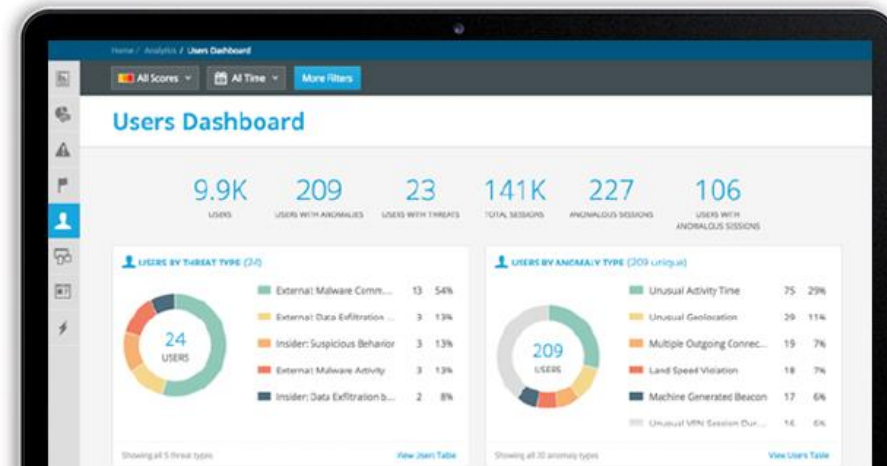 Home / Analytics / Users Dashboard
All Scores
All Time
More Filters
Users Dashboard
9.9K 209 23 141K 227 106
USERS USERS WITH ANOMALIES USERS WITH THREATS TOTAL SESSIONS ANOMALOUS SESSIONS USERS WITH
ANOMALOUS SESSIONS
USERS BY THREAT TYPE (24)
24
USERS
External: Malware Comm... 13 54%
External: Data Exfiltration ... 3 13%
Insider: Suspicious Behavior 3 13%
External: Malware Activity 3 13%
Insider: Data Exfiltration b... 2 8%
Showing all 5 threat types View Users Table
USERS BY ANOMALY TYPE (209 unique)
209
USERS
Unusual Activity Time 75 29%
Unusual Geolocation 29 11%
Multiple Outgoing Connec... 19 7%
Land Speed Violation 18 7%
Machine Generated Beacon 17 6%
Unusual VPN Session Dur... 16 6%
Showing all 20 anomaly types View Users Table